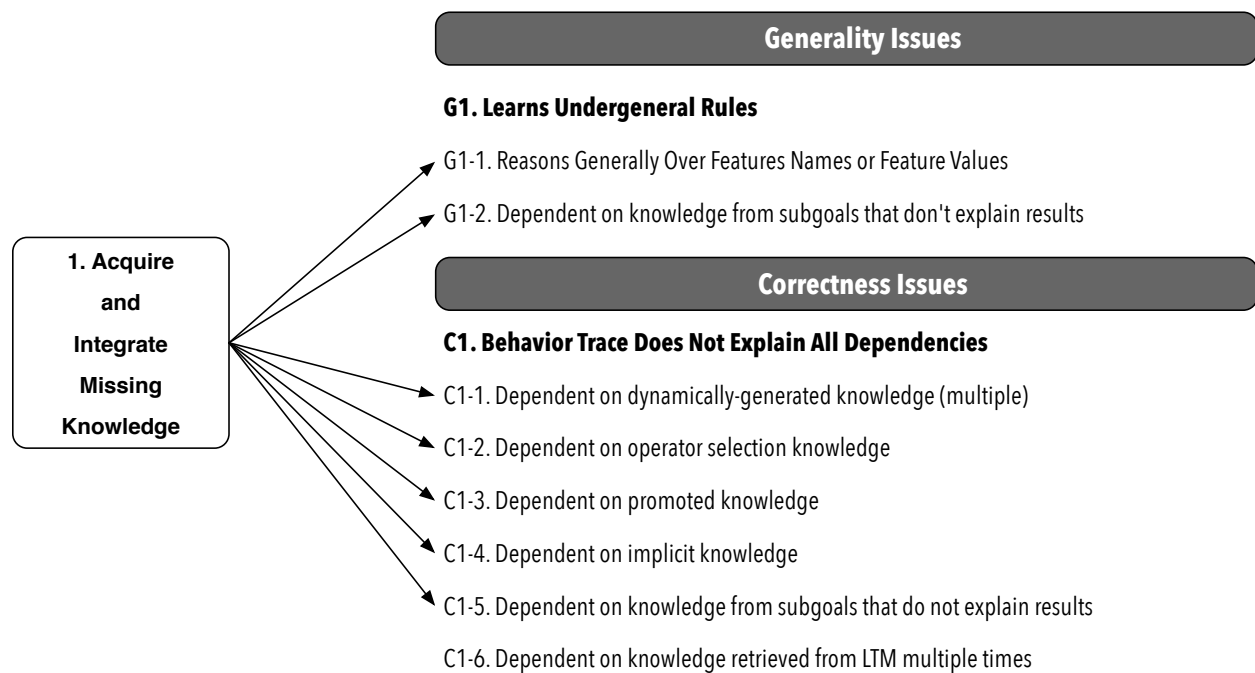 Generality Issues
G1. Learns Undergeneral Rules
G1-1. Reasons Generally Over Features Names or Feature Values
G1-2. Dependent on knowledge from subgoals that don't explain results
1. Acquire
and
Integrate
Missing
Knowledge
Correctness Issues
C1. Behavior Trace Does Not Explain All Dependencies
C1-1. Dependent on dynamically-generated knowledge (multiple)
C1-2. Dependent on operator selection knowledge
C1-3. Dependent on promoted knowledge
C1-4. Dependent on implicit knowledge
C1-5. Dependent on knowledge from subgoals that do not explain results
C1-6. Dependent on knowledge retrieved from LTM multiple times